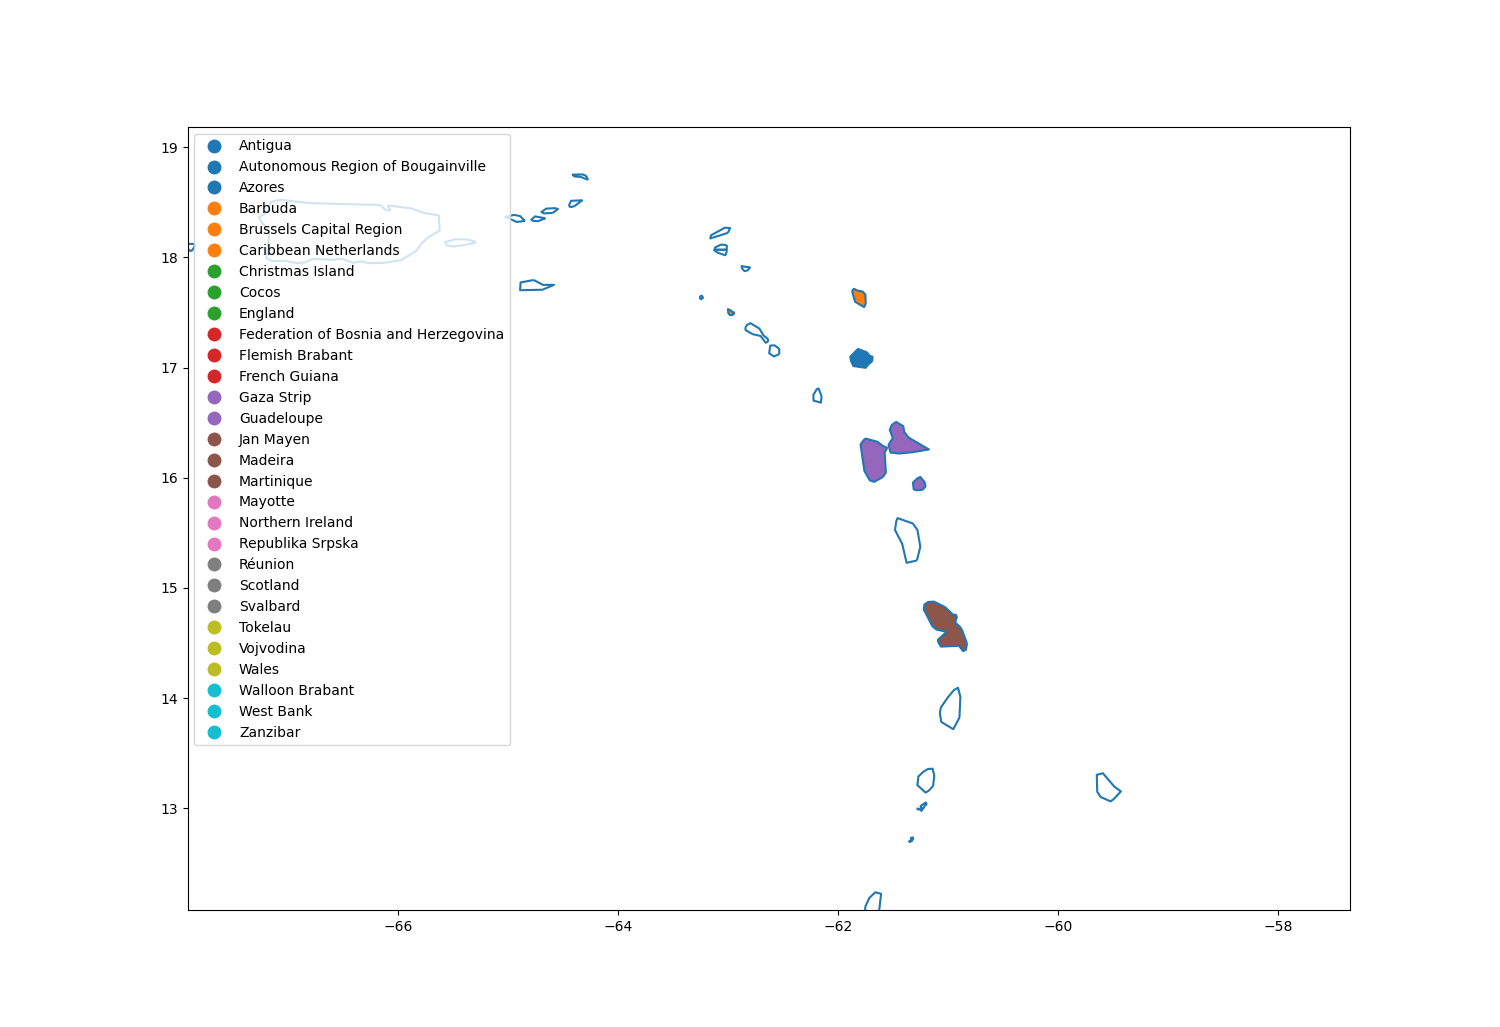 19
18
17
16
15
14
13
−66
−64
−62
−60
−58
Antigua
Autonomous Region of Bougainville
Azores
Barbuda
Brussels Capital Region
Caribbean Netherlands
Christmas Island
Cocos
England
Federation of Bosnia and Herzegovina
Flemish Brabant
French Guiana
Gaza Strip
Guadeloupe
Jan Mayen
Madeira
Martinique
Mayotte
Northern Ireland
Republika Srpska
Réunion
Scotland
Svalbard
Tokelau
Vojvodina
Wales
Walloon Brabant
West Bank
Zanzibar